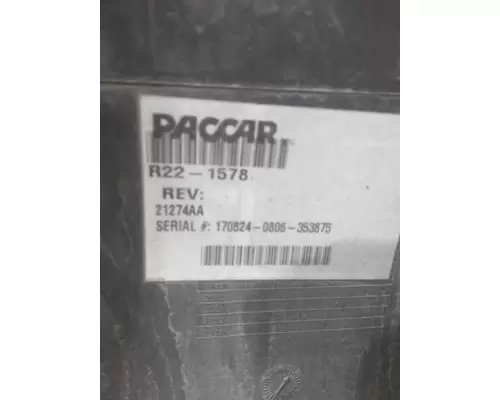 PACCAR
R22-1578
REV:
21274AA
SERIAL #: 170824-0806-353875